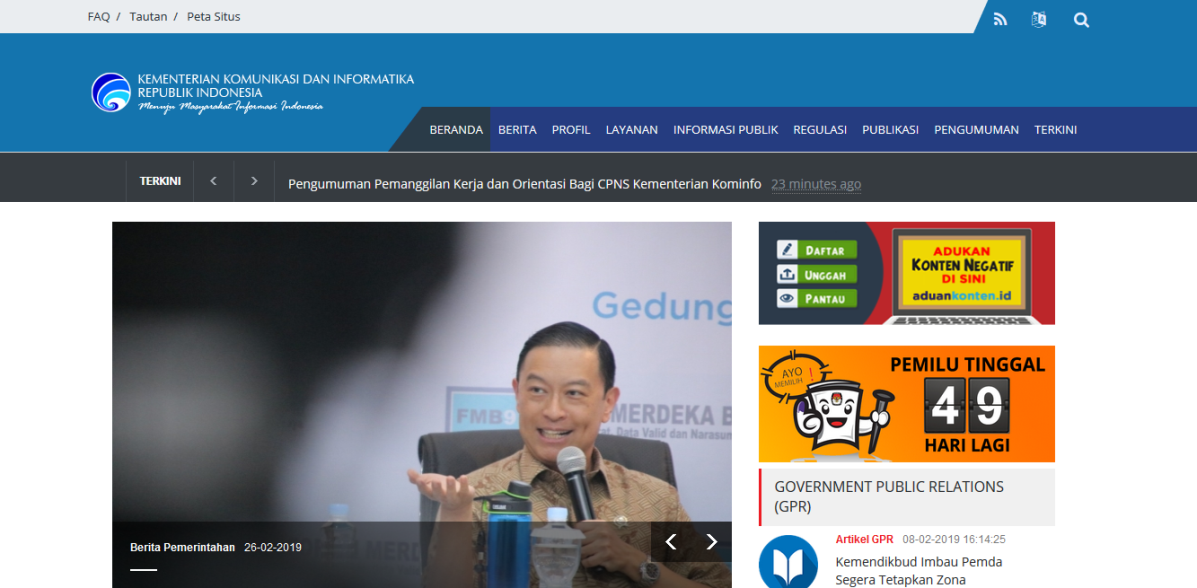 FAQ / Tautan / Peta Situs
KEMENTERIAN KOMUNIKASI DAN INFORMATIKA
REPUBLIK INDONESIA
Menuju Masyarakat Informasi Indonesia
BERANDA BERITA PROFIL LAYANAN INFORMASI PUBLIK REGULASI PUBLIKASI PENGUMUMAN TERKINI
TERKINI < > Pengumuman Pemanggilan Kerja dan Orientasi Bagi CPNS Kementerian Kominfo 23 minutes ago
Gedung
FMB9
MERDEKA B
at, Data Valid dan Narasum
MERD
Berita Pemerintahan 26-02-2019
DAFTAR
UNGGAH
PANTAU
ADUKAN
KONTEN NEGATIF
DI SINI
aduankonten.id
AYO
MEMILIH !
PEMILU TINGGAL
49
HARI LAGI
GOVERNMENT PUBLIC RELATIONS
(GPR)
Artikel GPR 08-02-2019 16:14:25
Kemendikbud Imbau Pemda
Segera Tetapkan Zona